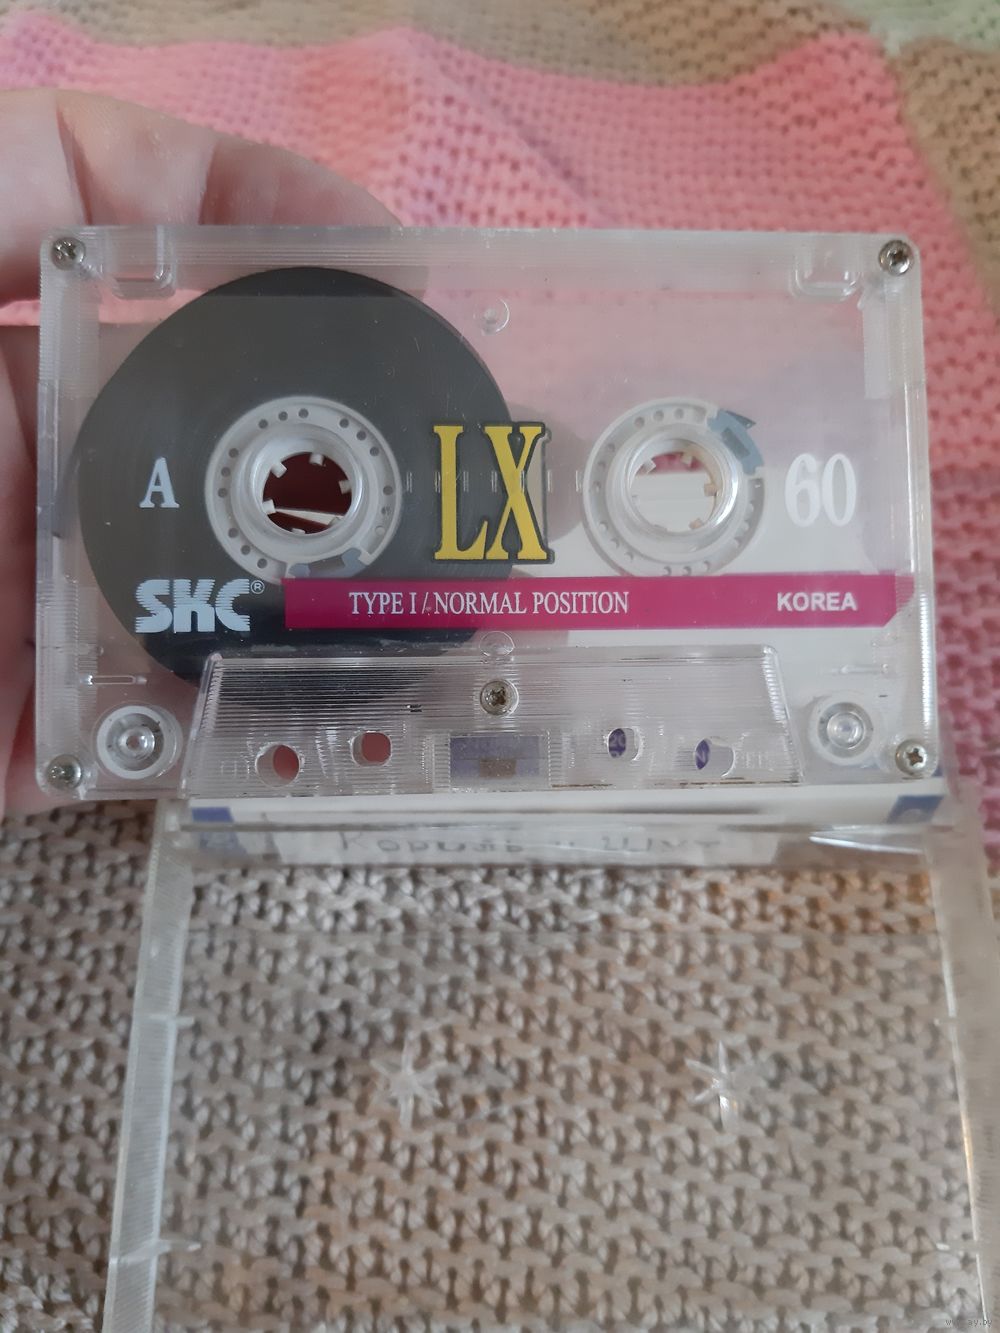 A
LX
60
SKC®
TYPE I / NORMAL POSITION
KOREA